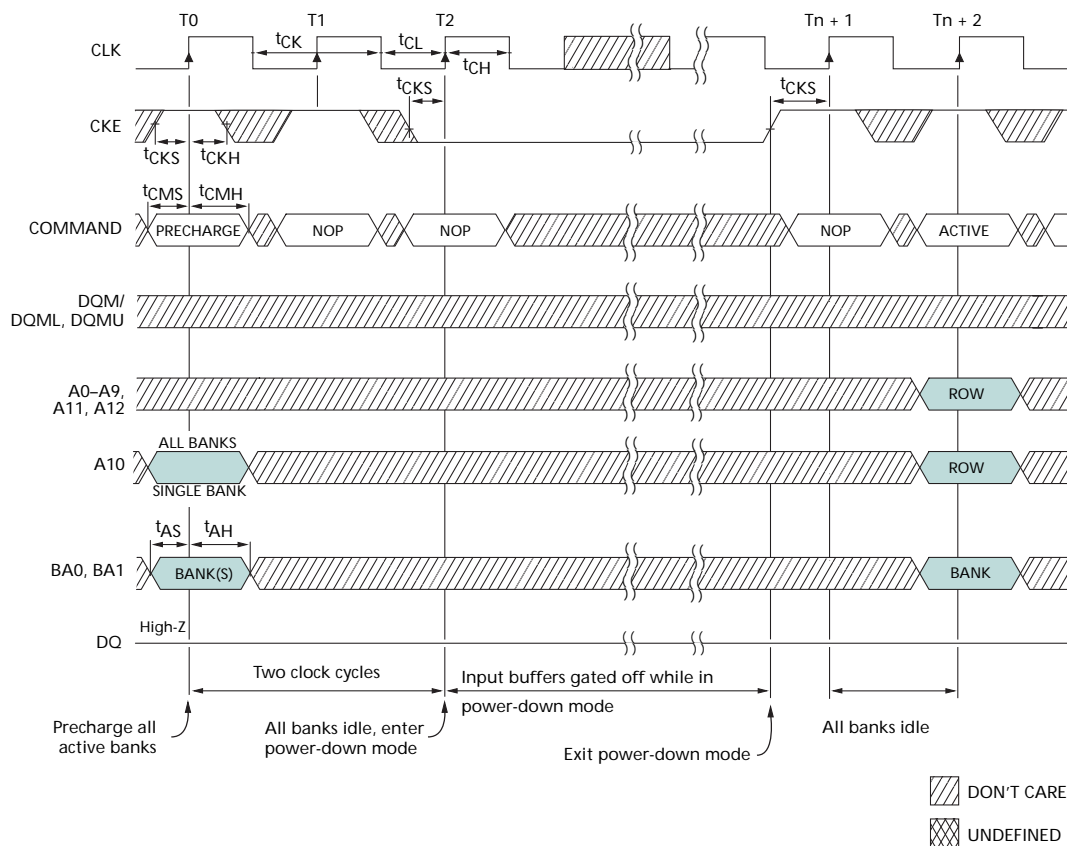 T0 T1 T2 Tn + 1 Tn + 2
CLK
tCK tCL
tCH
tCKS tCKS
CKE
tCKS tCKH
tCMS tCMH
COMMAND PRECHARGE NOP NOP NOP ACTIVE
DQM/
DQML, DQMU
A0–A9,
A11, A12 ROW
ALL BANKS
A10 ROW
SINGLE BANK
tAS tAH
BA0, BA1 BANK(S) BANK
High-Z
DQ
Two clock cycles
Input buffers gated off while in
power-down mode
Precharge all
active banks
All banks idle, enter
power-down mode
Exit power-down mode
All banks idle
DON'T CARE
UNDEFINED